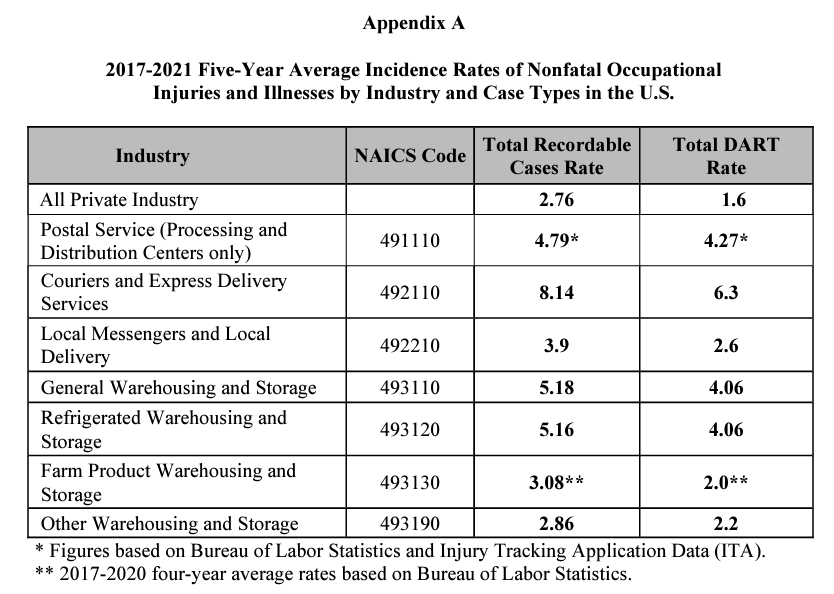 Appendix A
2017-2021 Five-Year Average Incidence Rates of Nonfatal Occupational
Injuries and Illnesses by Industry and Case Types in the U.S.
Industry NAICS Code Total Recordable Cases Rate Total DART Rate
All Private Industry 2.76 1.6
Postal Service (Processing and
Distribution Centers only) 491110 4.79* 4.27*
Couriers and Express Delivery
Services 492110 8.14 6.3
Local Messengers and Local
Delivery 492210 3.9 2.6
General Warehousing and Storage 493110 5.18 4.06
Refrigerated Warehousing and
Storage 493120 5.16 4.06
Farm Product Warehousing and
Storage 493130 3.08** 2.0**
Other Warehousing and Storage 493190 2.86 2.2
* Figures based on Bureau of Labor Statistics and Injury Tracking Application Data (ITA).
** 2017-2020 four-year average rates based on Bureau of Labor Statistics.